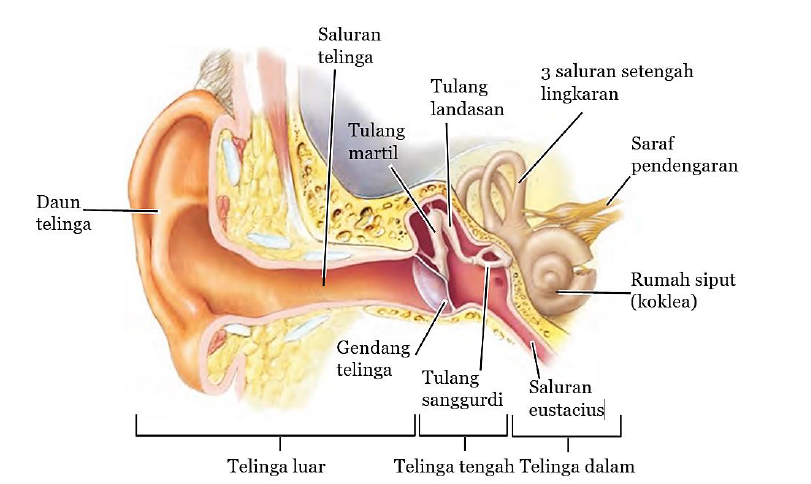 Saluran
telinga
3 saluran setengah
lingkaran
Tulang
landasan
Tulang
martil
Saraf
pendengaran
Daun
telinga
Rumah siput
(koklea)
Gendang
telinga
Tulang
sanggurdi
Saluran
eustacius
Telinga luar
Telinga tengah
Telinga dalam